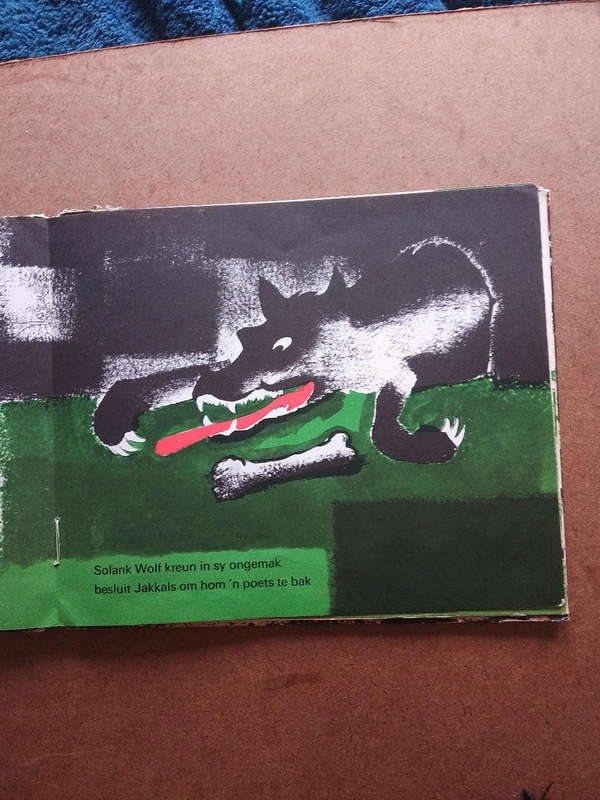 Solank Wolf kreun in sy ongemak
besluit Jakkals om hom 'n poets te bak